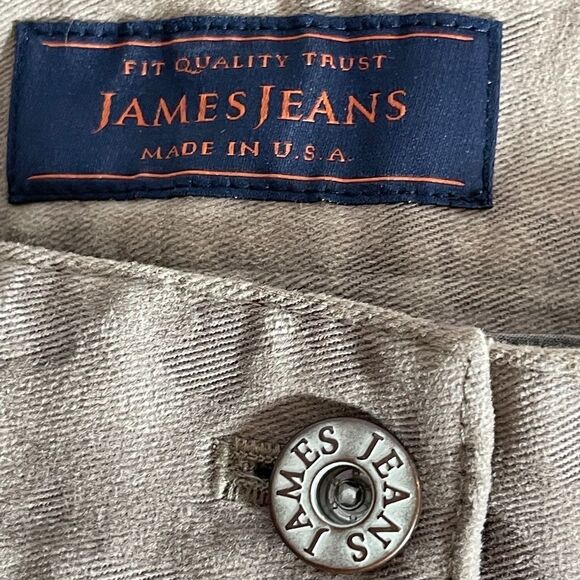 FIT QUALITY TRUST
JAMES JEANS
MADE IN U.S.A.
JAMES JEANS